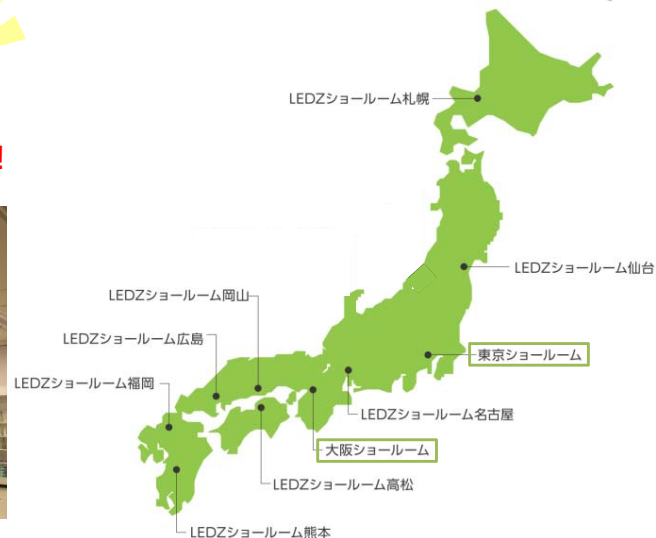 LEDZショールーム札幌
!
LEDZショールーム仙台
LEDZショールーム岡山
LEDZショールーム広島
東京ショールーム
LEDZショールーム福岡
LEDZショールーム名古屋
大阪ショールーム
LEDZショールーム高松
LEDZショールーム熊本